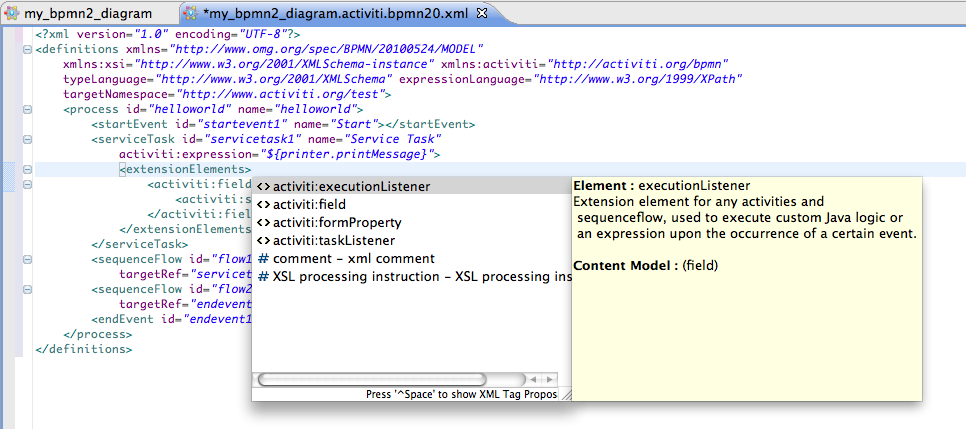 my_bpmn2_diagram
*my_bpmn2_diagram.activiti.bpmn20.xml
<?xml version="1.0" encoding="UTF-8"?>
<definitions xmlns="http://www.omg.org/spec/BPMN/20100524/MODEL"
xmlns:xsi="http://www.w3.org/2001/XMLSchema-instance" xmlns:activiti="http://activiti.org/bpmn"
typeLanguage="http://www.w3.org/2001/XMLSchema" expressionLanguage="http://www.w3.org/1999/XPath"
targetNamespace="http://www.activiti.org/test">
<process id="helloworld" name="helloworld">
<startEvent id="startevent1" name="Start"></startEvent>
<serviceTask id="servicetask1" name="Service Task"
activiti:expression="${printer.printMessage}">
<extensionElements>
<activiti:field
<activiti:s
</activiti:fiel
</extensionElements
</serviceTask>
<sequenceFlow id="flow1
targetRef="servicet
<sequenceFlow id="flow2
targetRef="endevent
<endEvent id="endevent1
</process>
</definitions>
<> activiti:executionListener
<> activiti:field
<> activiti:formProperty
<> activiti:taskListener
# comment - xml comment
# XSL processing instruction - XSL processing ins
Press '^Space' to show XML Tag Propos
Element : executionListener
Extension element for any activities and
sequenceflow, used to execute custom Java logic or
an expression upon the occurrence of a certain event.
Content Model : (field)